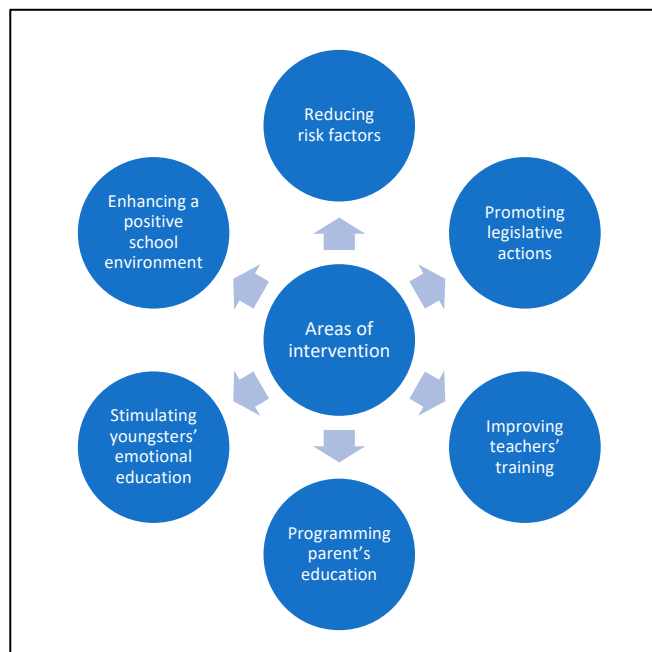 Reducing
risk factors
Enhancing a
positive
school
environment
Promoting
legislative
actions
Areas of
intervention
Stimulating
youngsters’
emotional
education
Improving
teachers’
training
Programming
parent’s
education